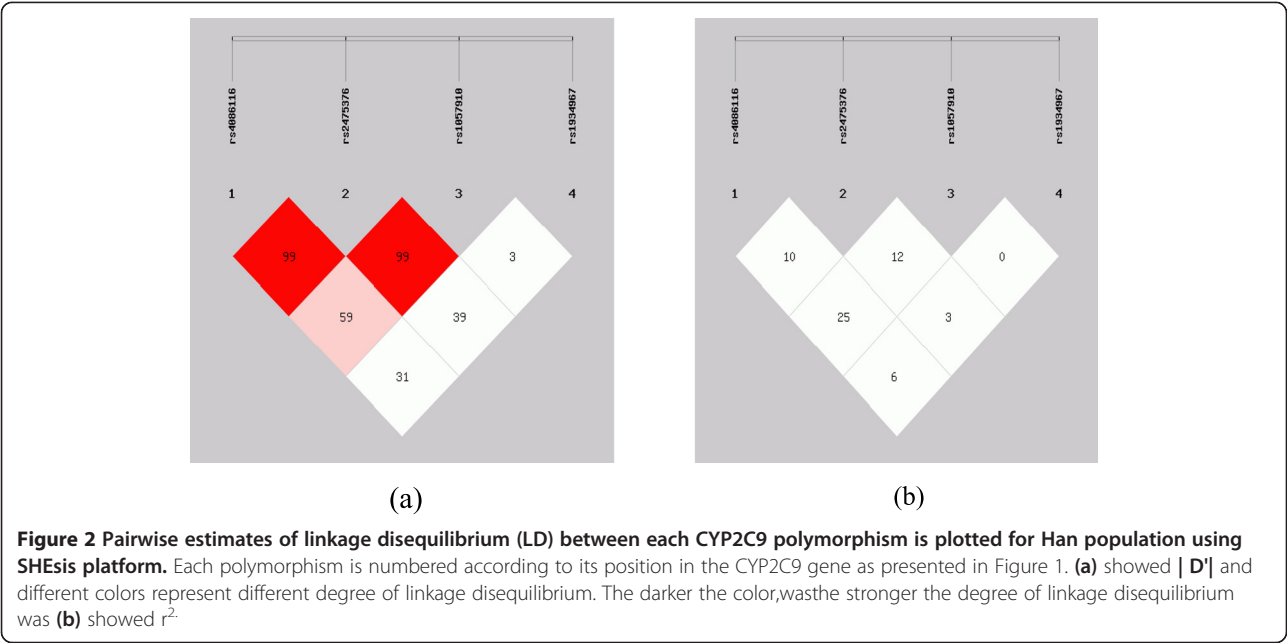 rs4086116 rs2475376 rs1057910 rs1934967 rs4086116 rs2475376 rs1057910 rs1934967
1 2 3 4 1 2 3 4
99 99 3 10 12 0
59 39 25 3
31 6
(a) (b)
Figure 2 Pairwise estimates of linkage disequilibrium (LD) between each CYP2C9 polymorphism is plotted for Han population using
SHEsis platform. Each polymorphism is numbered according to its position in the CYP2C9 gene as presented in Figure 1. (a) showed | D'| and
different colors represent different degree of linkage disequilibrium. The darker the color,wasthe stronger the degree of linkage disequilibrium
was (b) showed r2.